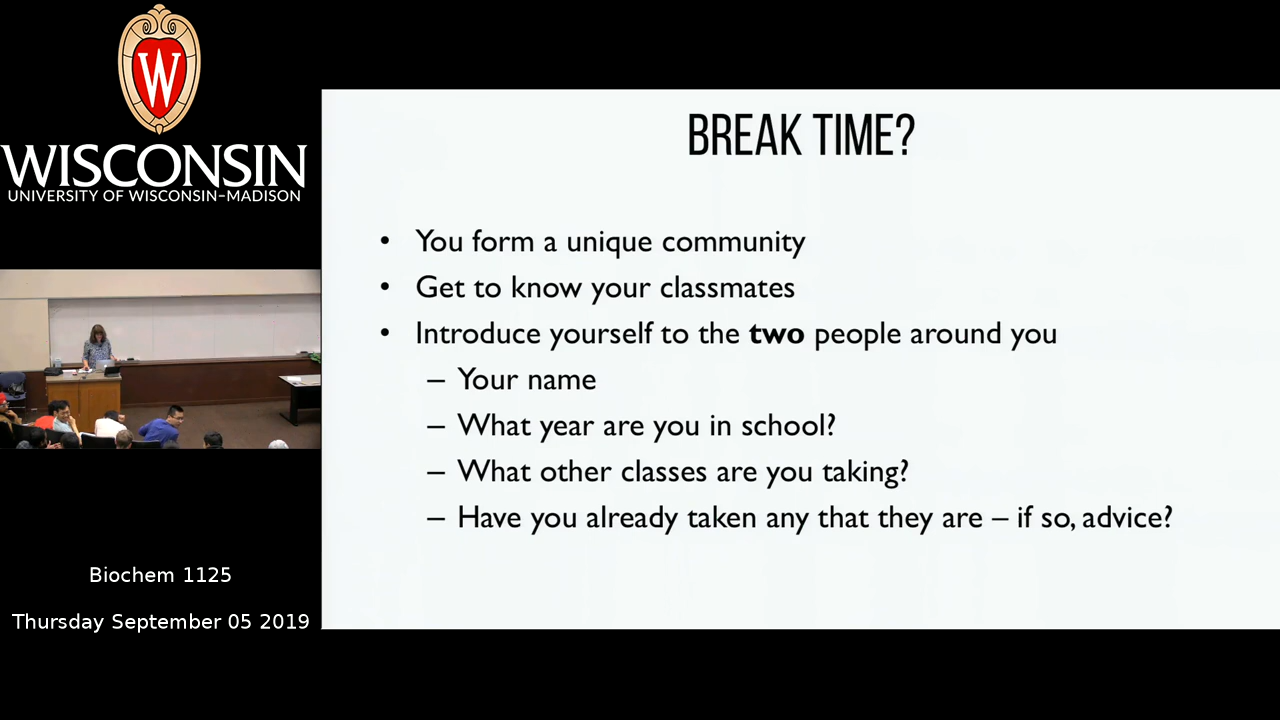 W
WISCONSIN
UNIVERSITY OF WISCONSIN–MADISON
Biochem 1125
Thursday September 05 2019
BREAK TIME?
• You form a unique community
• Get to know your classmates
• Introduce yourself to the two people around you
– Your name
– What year are you in school?
– What other classes are you taking?
– Have you already taken any that they are – if so, advice?